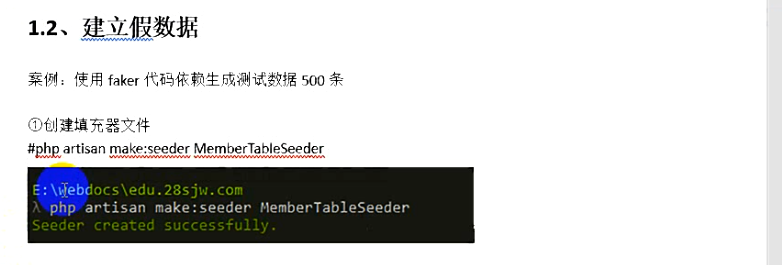 1.2、建立假数据
案例：使用 faker 代码依赖生成测试数据 500 条
①创建填充器文件
#php artisan make:seeder MemberTableSeeder
E:\webdocs\edu.28sjw.com
λ php artisan make:seeder MemberTableSeeder
Seeder created successfully.